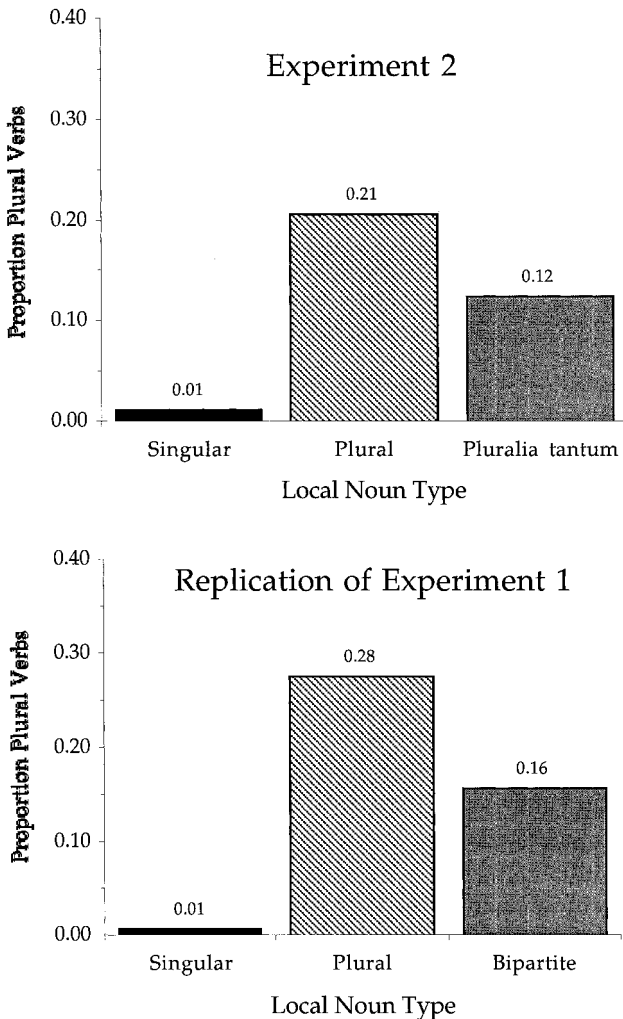 Experiment 2
Proportion Plural Verbs
0.40
0.30
0.20
0.10
0.00
0.01
0.21
0.12
Singular
Plural
Pluralia tantum
Local Noun Type
Replication of Experiment 1
Proportion Plural Verbs
0.40
0.30
0.20
0.10
0.00
0.01
0.28
0.16
Singular
Plural
Bipartite
Local Noun Type